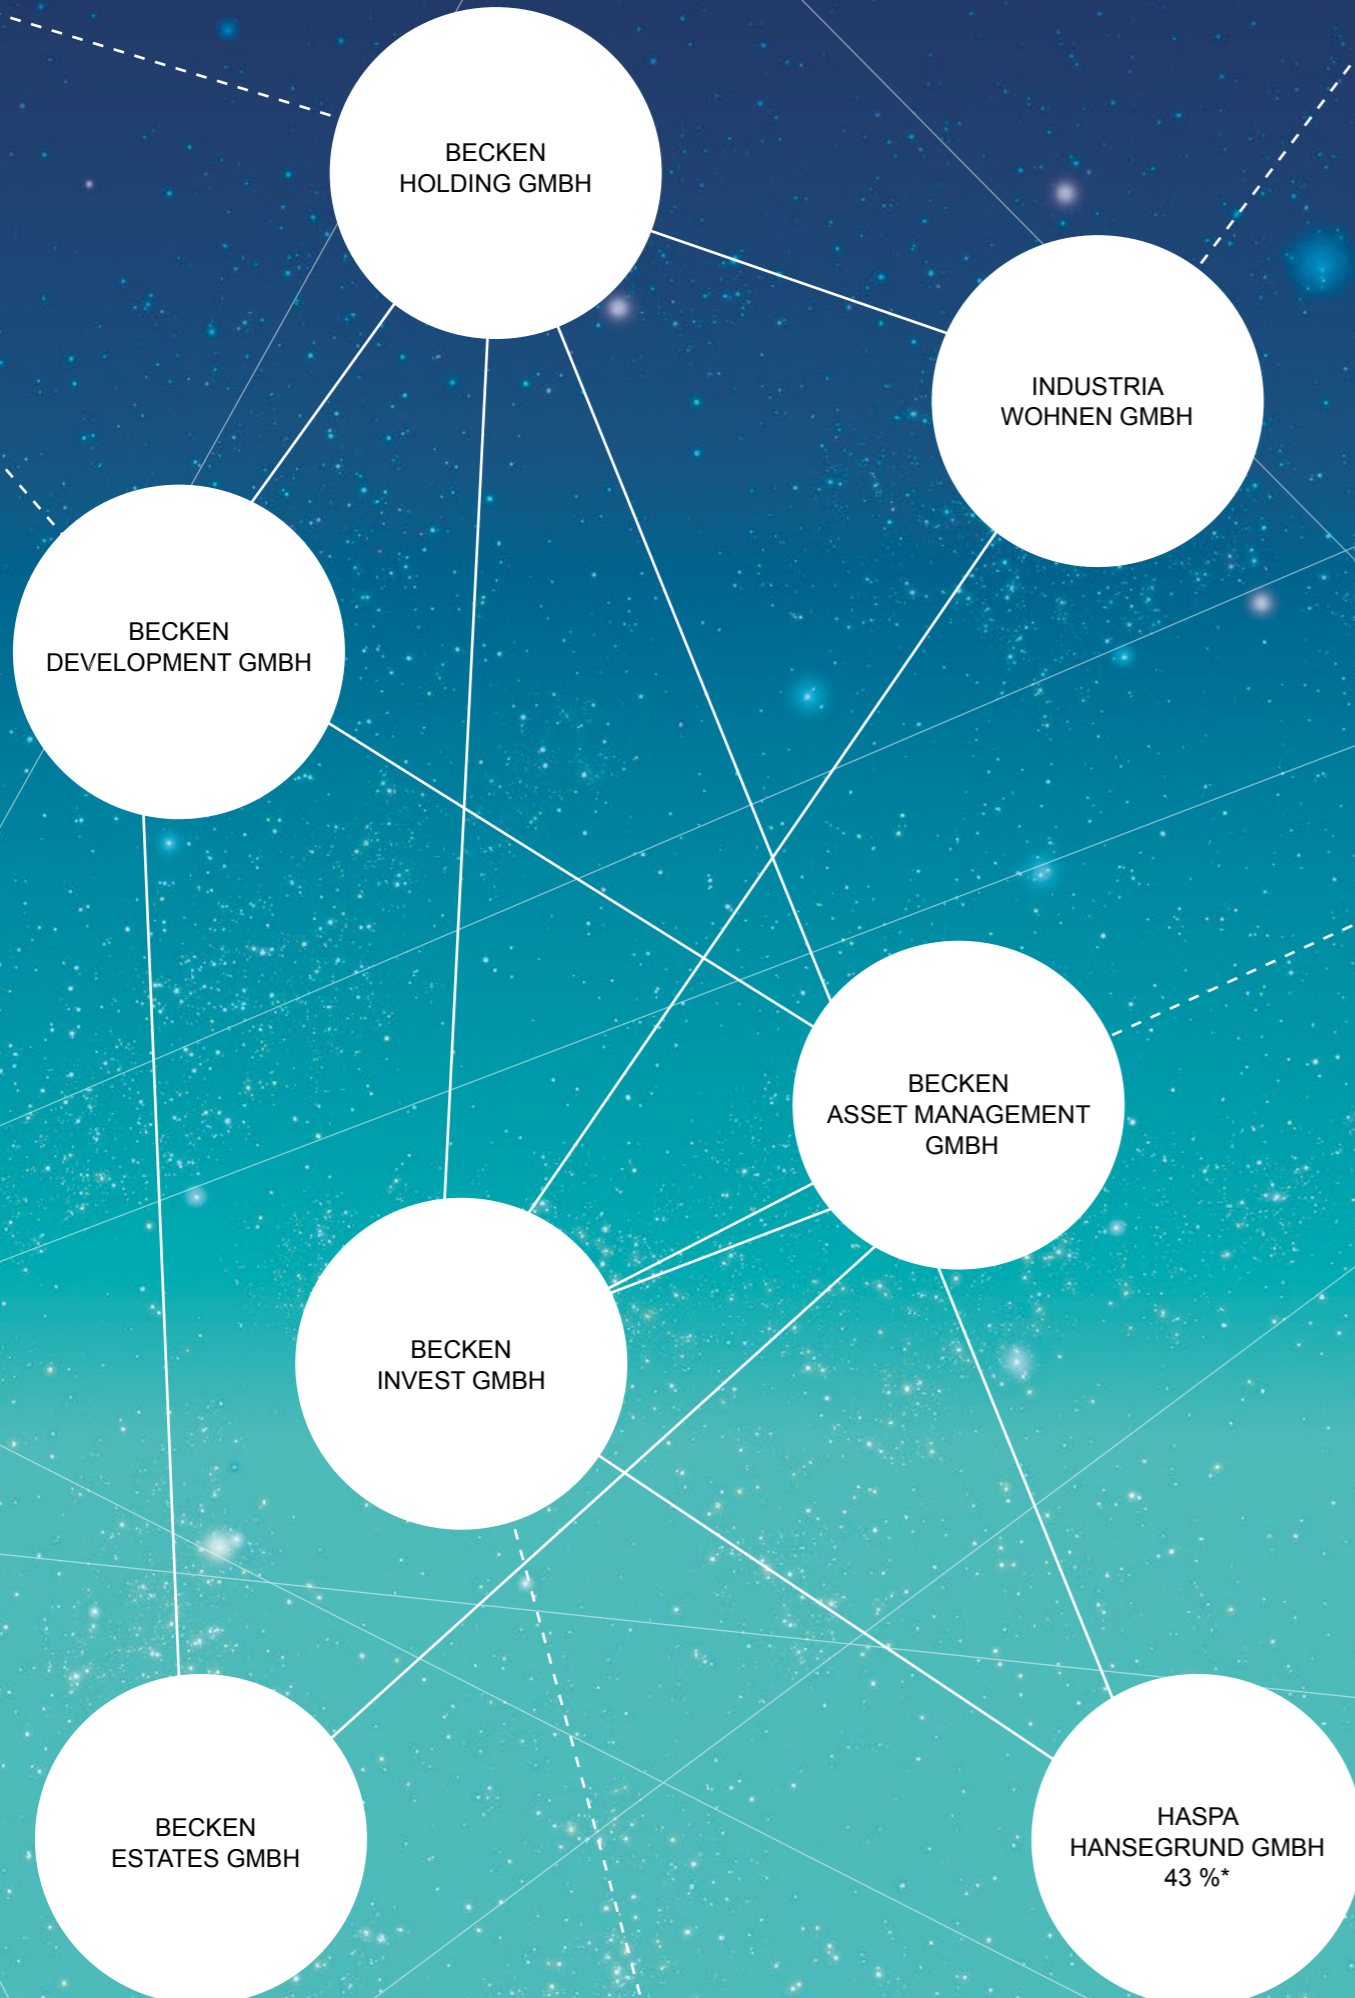 BECKEN
HOLDING GMBH
INDUSTRIA
WOHNEN GMBH
BECKEN
DEVELOPMENT GMBH
BECKEN
ASSET MANAGEMENT
GMBH
BECKEN
INVEST GMBH
BECKEN
ESTATES GMBH
HASPA
HANSEGRUND GMBH
43 %*